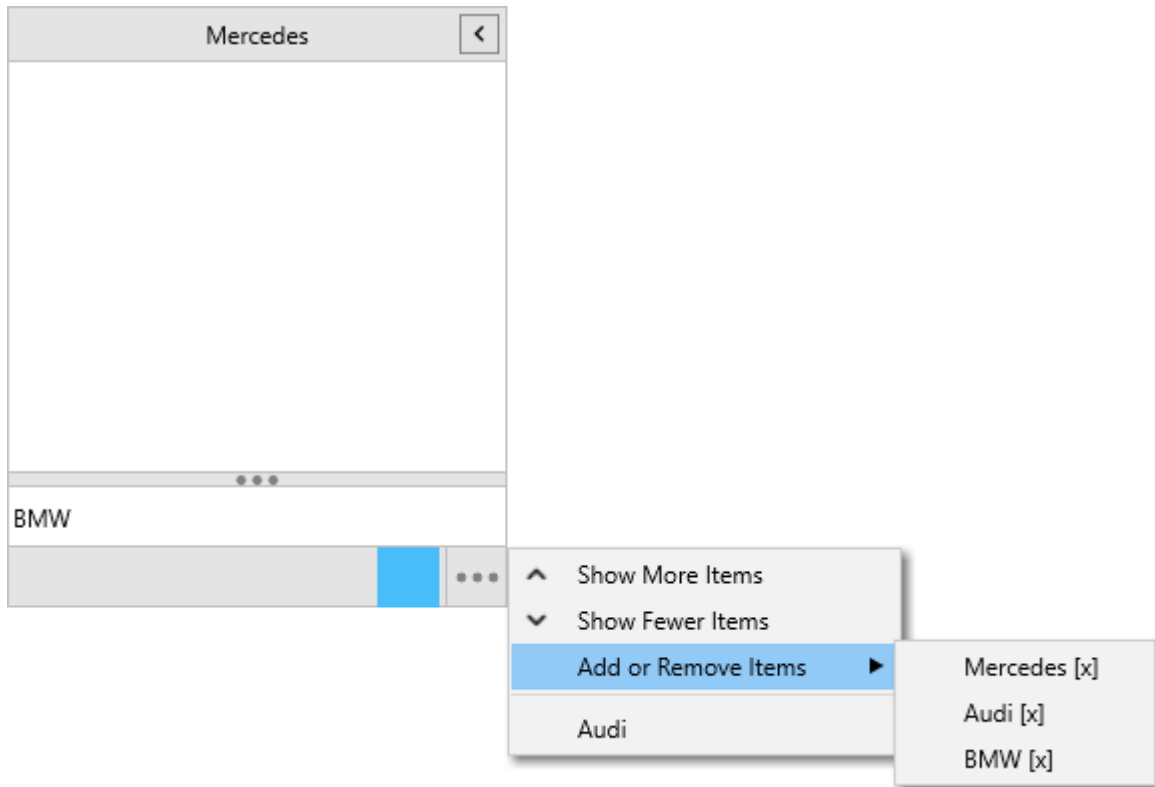 Mercedes
BMW
Show More Items
Show Fewer Items
Add or Remove Items
Audi
Mercedes [x]
Audi [x]
BMW [x]